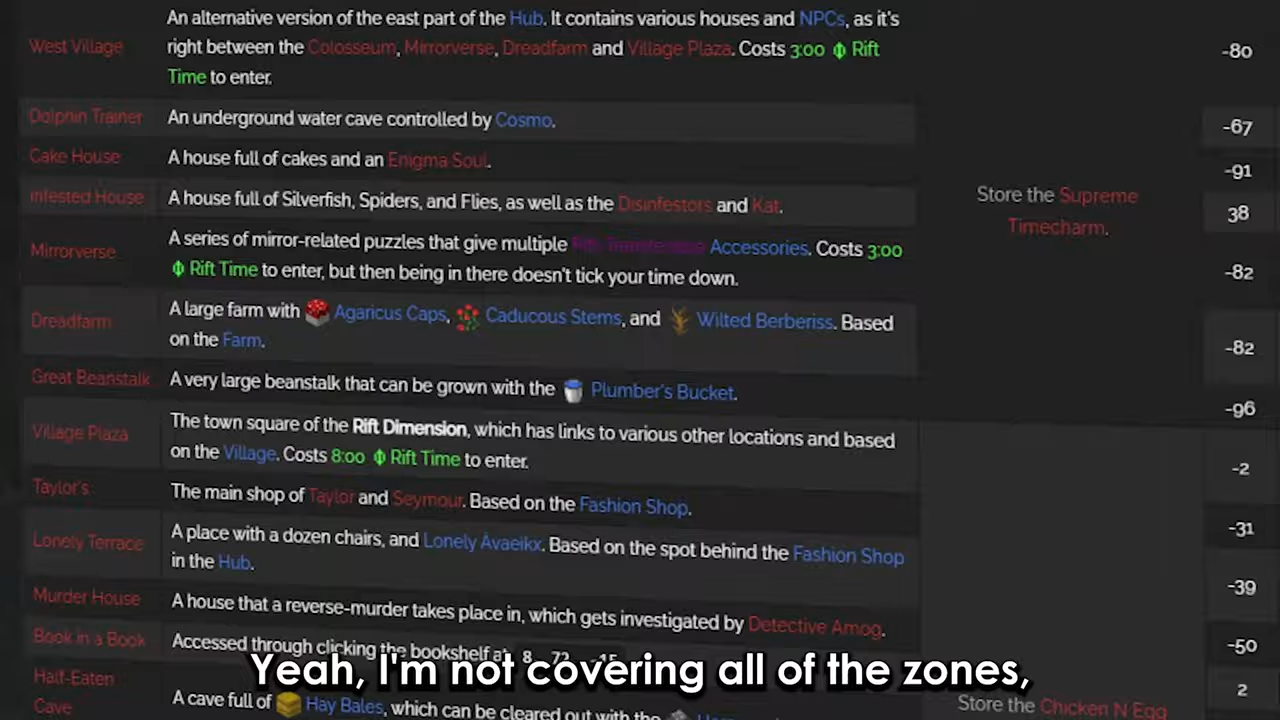 West Village
An alternative version of the east part of the Hub. It contains various houses and NPCs, as it's
right between the Colosseum, Mirrorverse, Dreadfarm and Village Plaza. Costs 3:00 Rift
Time to enter.
-80
Dolphin Trainer
An underground water cave controlled by Cosmo.
-67
Cake House
A house full of cakes and an Enigma Soul.
-91
Infested House
A house full of Silverfish, Spiders, and Flies, as well as the Disinfestors and Kat.
Store the Supreme
Timecharm.
38
Mirrorverse
A series of mirror-related puzzles that give multiple Rift-Transferable Accessories. Costs 3:00
Rift Time to enter, but then being in there doesn't tick your time down.
-82
Dreadfarm
A large farm with Agaricus Caps, Caducous Stems, and Wilted Berberiss. Based
on the Farm.
-82
Great Beanstalk
A very large beanstalk that can be grown with the Plumber's Bucket.
-96
Village Plaza
The town square of the Rift Dimension, which has links to various other locations and based
on the Village. Costs 8:00 Rift Time to enter.
-2
Taylor's
The main shop of Taylor and Seymour. Based on the Fashion Shop.
-31
Lonely Terrace
A place with a dozen chairs, and Lonely Avaeikx. Based on the spot behind the Fashion Shop
in the Hub.
-39
Murder House
A house that a reverse-murder takes place in, which gets investigated by Detective Amog.
-50
Book in a Book
Accessed through clicking the bookshelf at
Half-Eaten
Cave
A cave full of Hay Bales, which can be cleared out with the
Store the Chicken N Egg
2
Yeah, I'm not covering all of the zones,